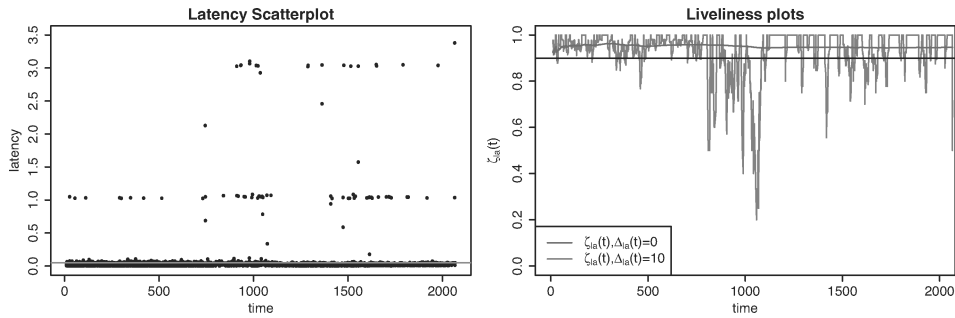 Latency Scatterplot
latency
3.5
3.0
2.5
2.0
1.5
1.0
0.5
0.0
0 500 1000 1500 2000
time
Liveliness plots
ζla(t)
1.0
0.8
0.6
0.4
0.2
0.0
ζla(t),Δla(t)=0
ζla(t),Δla(t)=10
0 500 1000 1500 2000
time